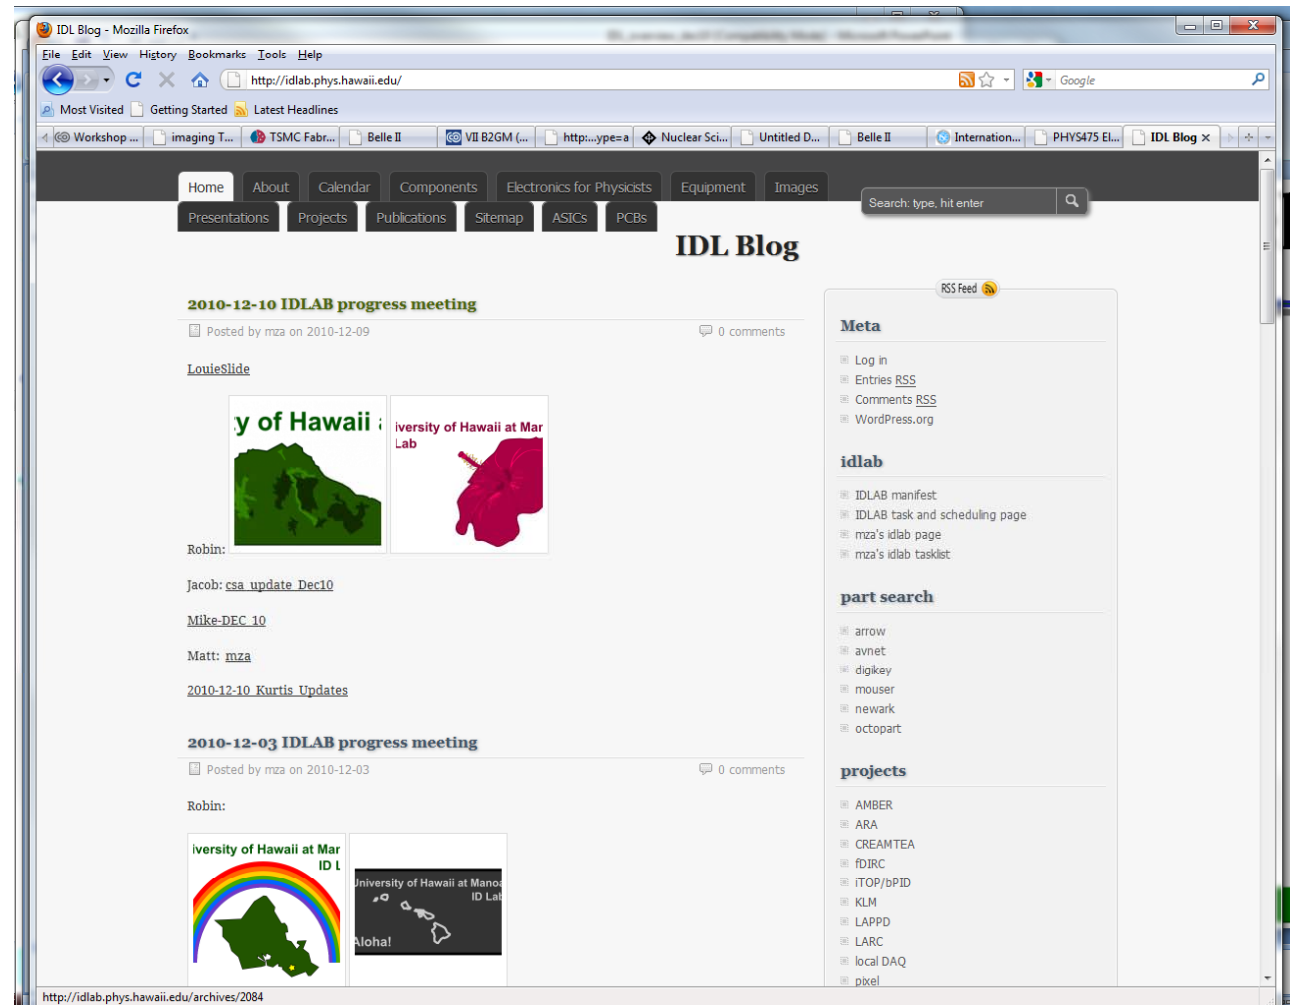 IDL Blog - Mozilla Firefox
File Edit View History Bookmarks Tools Help
http://idlab.phys.hawaii.edu/
Google
Most Visited Getting Started Latest Headlines
Workshop ... imaging T... TSMC Fabr... Belle II VII B2GM (... http:...ype=a Nuclear Sci... Untitled D... Belle II Internation... PHYS475 El... IDL Blog
Home About Calendar Components Electronics for Physicists Equipment Images
Search: type, hit enter
Presentations Projects Publications Sitemap ASICs PCBs
IDL Blog
RSS Feed
2010-12-10 IDLAB progress meeting
Posted by mza on 2010-12-09 0 comments
LouieSlide
y of Hawaii
iversity of Hawaii at Mar
Lab
Robin:
Jacob: csa_update_Dec10
Mike-DEC_10
Matt: mza
2010-12-10_Kurtis_Updates
2010-12-03 IDLAB progress meeting
Posted by mza on 2010-12-03 0 comments
Robin:
iversity of Hawaii at Mar
ID L
University of Hawaii at Manoa
ID Lab
Aloha!
Meta
Log in
Entries RSS
Comments RSS
WordPress.org
idlab
IDLAB manifest
IDLAB task and scheduling page
mza's idlab page
mza's idlab tasklist
part search
arrow
avnet
digikey
mouser
newark
octopart
projects
AMBER
ARA
CREAMTEA
fDIRC
iTOP/bPID
KLM
LAPPD
LARC
local DAQ
pixel
http://idlab.phys.hawaii.edu/archives/2084